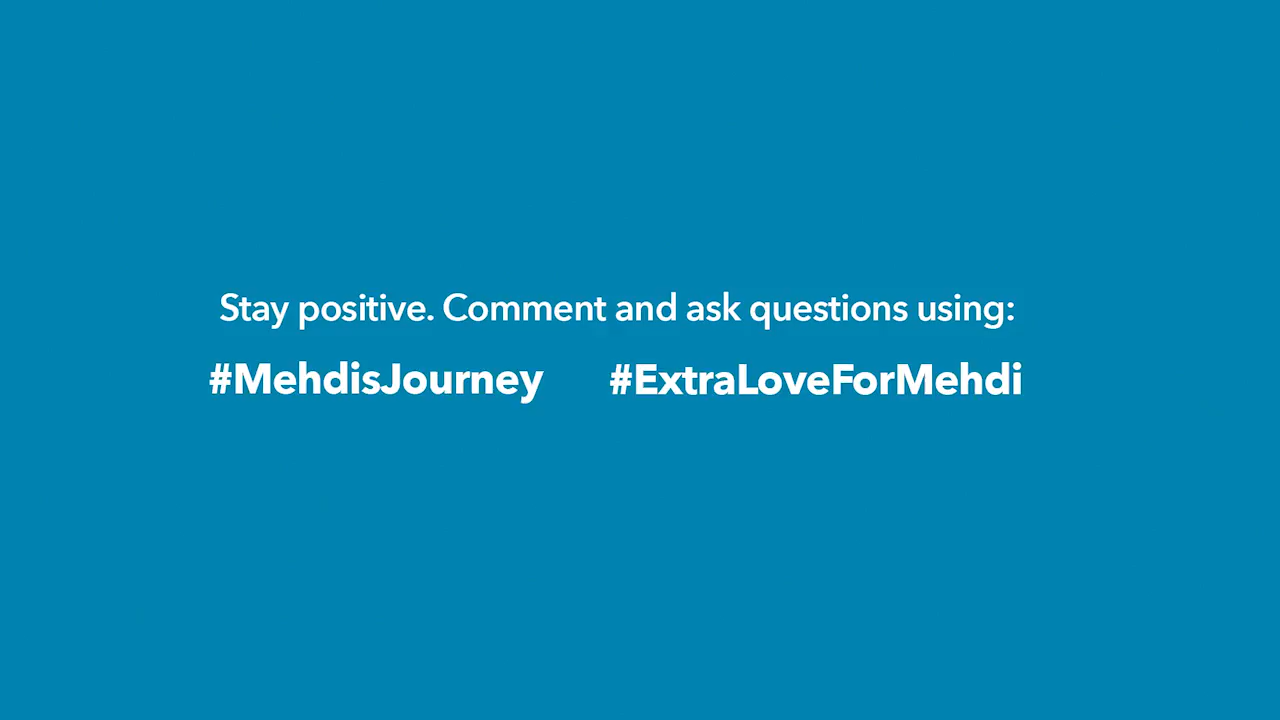 Stay positive. Comment and ask questions using:
#MehdisJourney #ExtraLoveForMehdi